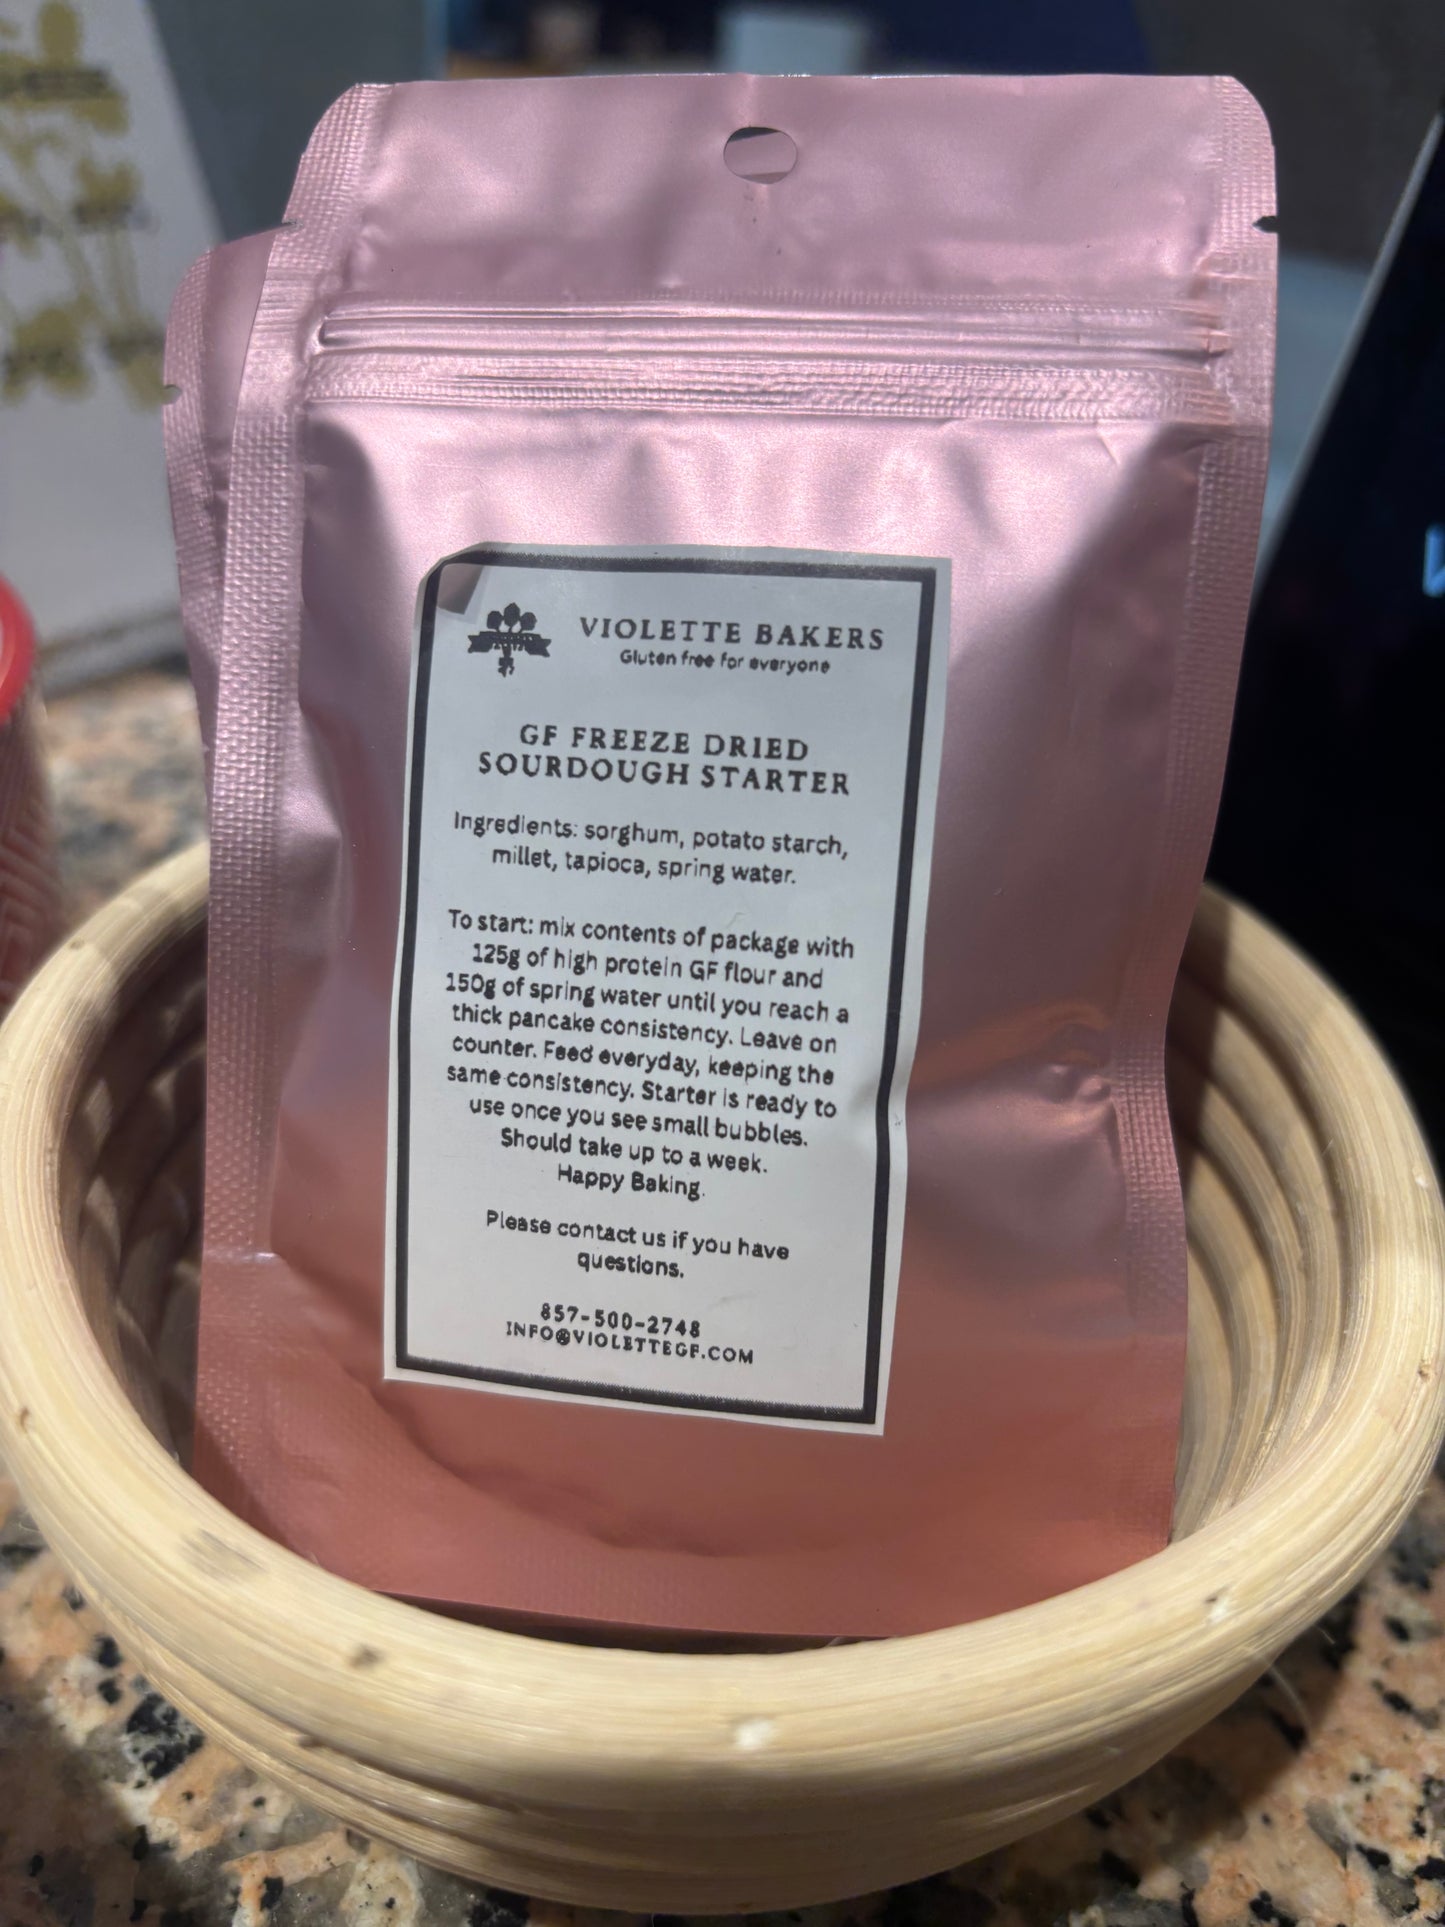 VIOLETTE BAKERS
Gluten free for everyone
GF FREEZE DRIED
SOURDOUGH STARTER
Ingredients: sorghum, potato starch,
millet, tapioca, spring water.
To start: mix contents of package with
125g of high protein GF flour and
150g of spring water until you reach a
thick pancake consistency. Leave on
counter. Feed everyday, keeping the
same consistency. Starter is ready to
use once you see small bubbles.
Should take up to a week.
Happy Baking.
Please contact us if you have
questions.
857-500-2748
INFO@VIOLETTEGF.COM